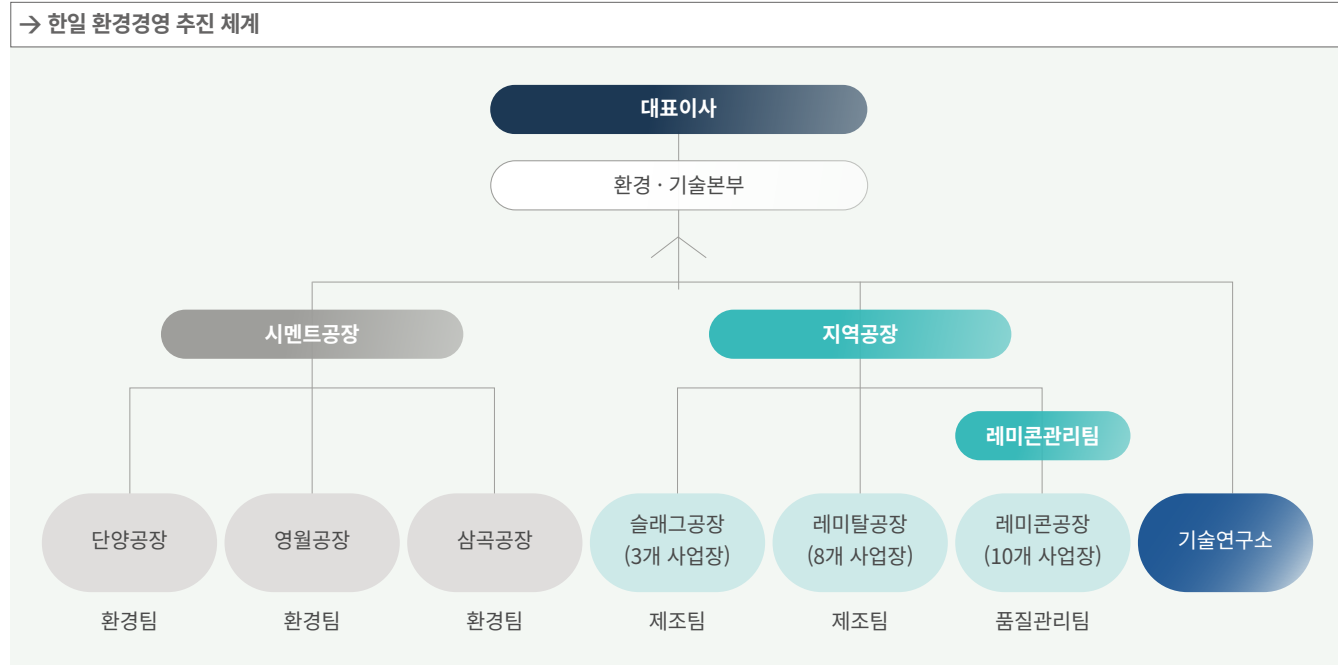 → 한일 환경경영 추진 체계
대표이사
환경 · 기술본부
시멘트공장
지역공장
레미콘관리팀
단양공장
영월공장
삼곡공장
슬래그공장
(3개 사업장)
레미탈공장
(8개 사업장)
레미콘공장
(10개 사업장)
기술연구소
환경팀
환경팀
환경팀
제조팀
제조팀
품질관리팀